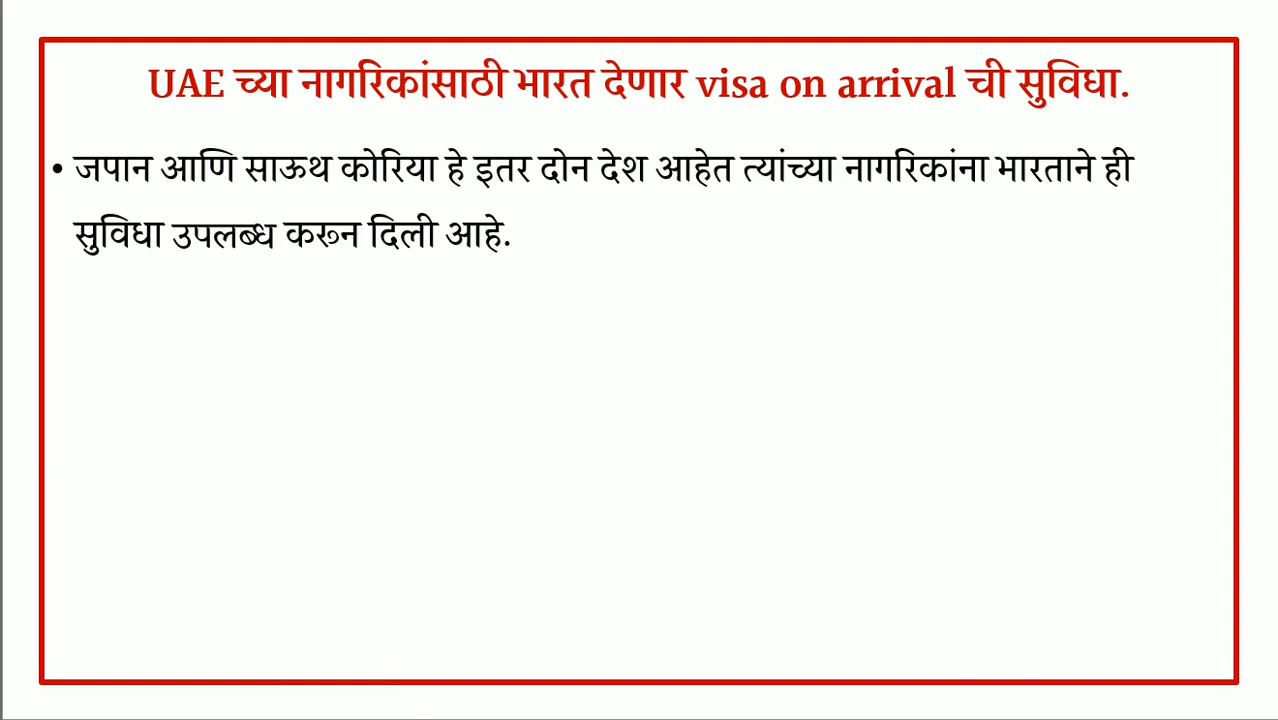 UAE च्या नागरिकांसाठी भारत देणार visa on arrival ची सुविधा.
• जपान आणि साऊथ कोरिया हे इतर दोन देश आहेत त्यांच्या नागरिकांना भारताने ही
सुविधा उपलब्ध करून दिली आहे.